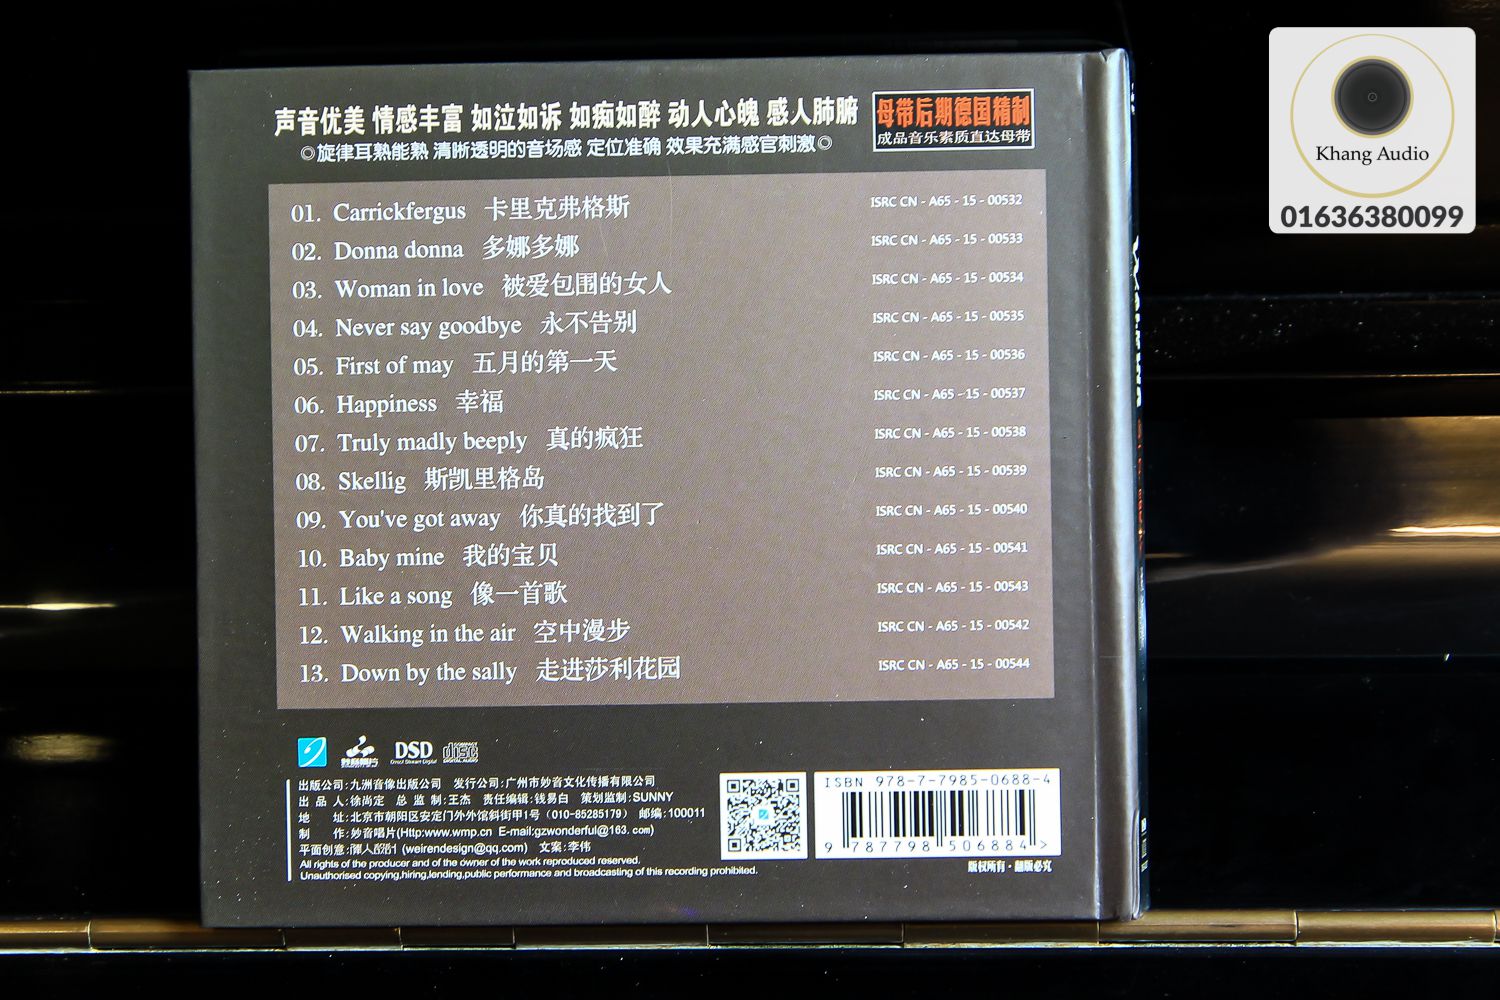 声音优美 情感丰富 如泣如诉 如痴如醉 动人心魄 感人肺腑
◎旋律耳熟能熟 清晰透明的音场感 定位准确 效果充满感官刺激◎
母带后期德国精制
成品音乐素质直达母带
01. Carrickfergus 卡里克弗格斯 ISRC CN - A65 - 15 - 00532
02. Donna donna 多娜多娜 ISRC CN - A65 - 15 - 00533
03. Woman in love 被爱包围的女人 ISRC CN - A65 - 15 - 00534
04. Never say goodbye 永不告别 ISRC CN - A65 - 15 - 00535
05. First of may 五月的第一天 ISRC CN - A65 - 15 - 00536
06. Happiness 幸福 ISRC CN - A65 - 15 - 00537
07. Truly madly beeply 真的疯狂 ISRC CN - A65 - 15 - 00538
08. Skellig 斯凯里格岛 ISRC CN - A65 - 15 - 00539
09. You've got away 你真的找到了 ISRC CN - A65 - 15 - 00540
10. Baby mine 我的宝贝 ISRC CN - A65 - 15 - 00541
11. Like a song 像一首歌 ISRC CN - A65 - 15 - 00543
12. Walking in the air 空中漫步 ISRC CN - A65 - 15 - 00542
13. Down by the sally 走进莎利花园 ISRC CN - A65 - 15 - 00544
妙音唱片 DSD disc
Direct Stream Digital DIGITAL AUDIO
出版公司:九洲音像出版公司 发行公司:广州市妙音文化传播有限公司
出 品 人:徐尚定 总 监 制:王杰 责任编辑:钱易白 策划监制:SUNNY
地 址:北京市朝阳区安定门外外馆斜街甲1号 (010-85285179) 邮编:100011
制 作:妙音唱片(Http:www.wmp.cn E-mail:gzwonderful@163.com)
平面创意: (weirendesign@qq.com) 文案:李伟
All rights of the producer and of the owner of the work reproduced reserved.
Unauthorised copying,hiring,lending,public performance and broadcasting of this recording prohibited.
ISBN 978-7-7985-0688-4
9 787798 506884 >
版权所有·翻版必究
Khang Audio
01636380099